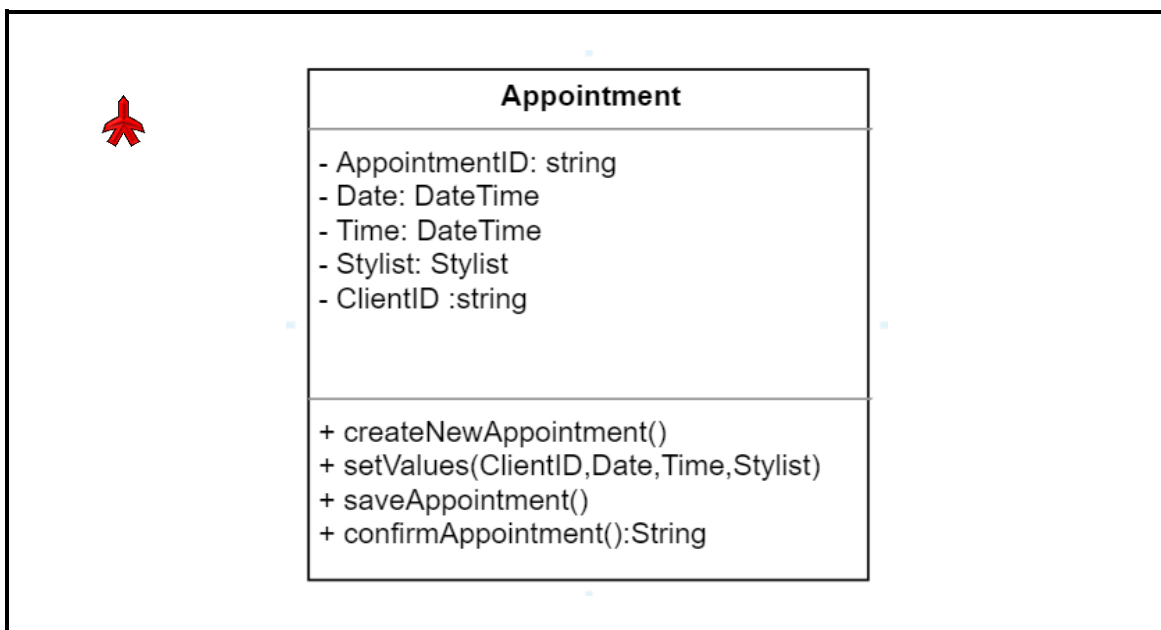 Appointment
- AppointmentID: string
- Date: DateTime
- Time: DateTime
- Stylist: Stylist
- ClientID :string
+ createNewAppointment()
+ setValues(ClientID,Date,Time,Stylist)
+ saveAppointment()
+ confirmAppointment():String